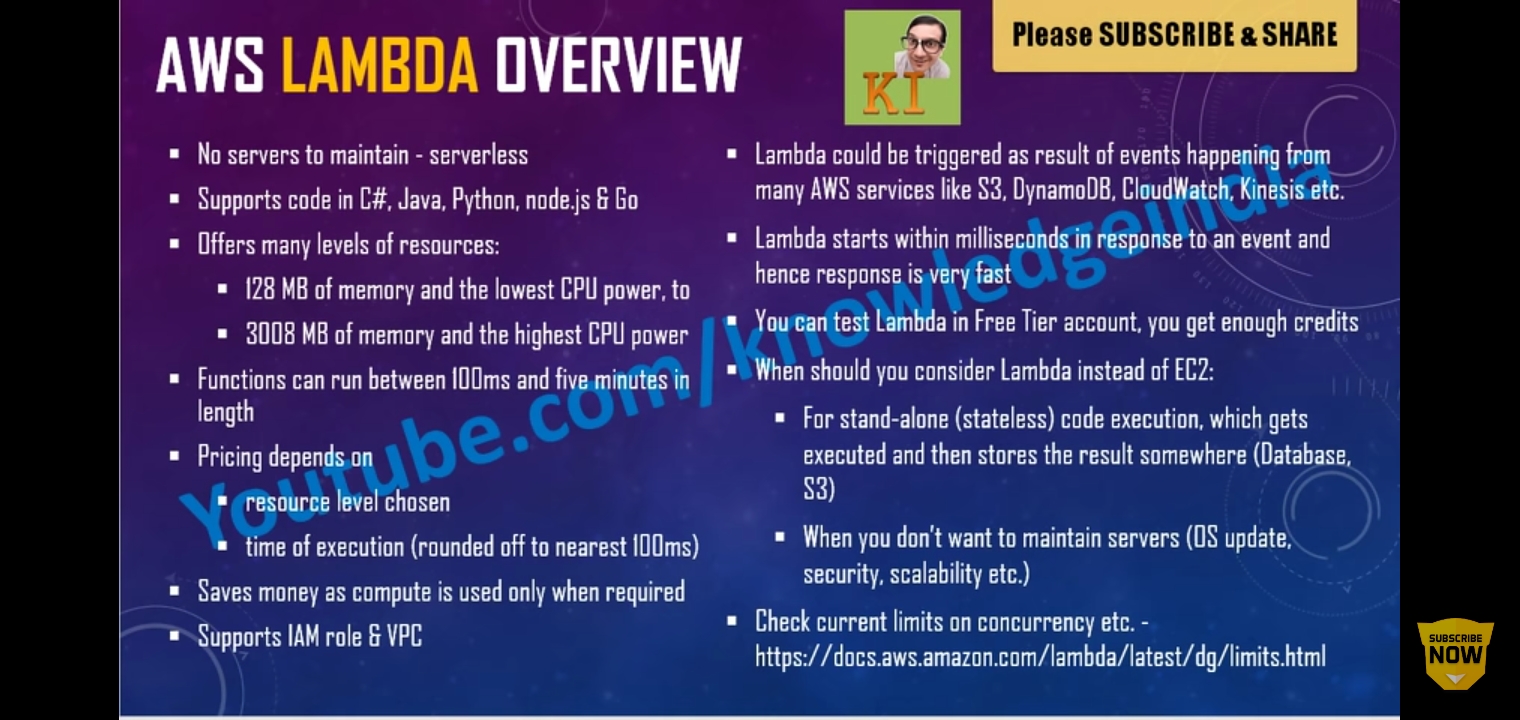 AWS LAMBDA OVERVIEW
KI
Please SUBSCRIBE & SHARE
No servers to maintain - serverless
Supports code in C#, Java, Python, node.js & Go
Offers many levels of resources:
128 MB of memory and the lowest CPU power, to
3008 MB of memory and the highest CPU power
Functions can run between 100ms and five minutes in
length
Pricing depends on
resource level chosen
time of execution (rounded off to nearest 100ms)
Saves money as compute is used only when required
Supports IAM role & VPC
Lambda could be triggered as result of events happening from
many AWS services like S3, DynamoDB, CloudWatch, Kinesis etc.
Lambda starts within milliseconds in response to an event and
hence response is very fast
You can test Lambda in Free Tier account, you get enough credits
When should you consider Lambda instead of EC2:
For stand-alone (stateless) code execution, which gets
executed and then stores the result somewhere (Database,
S3)
When you don't want to maintain servers (OS update,
security, scalability etc.)
Check current limits on concurrency etc. -
https://docs.aws.amazon.com/lambda/latest/dg/limits.html
Youtube.com/knowledgeindia
SUBSCRIBE
NOW